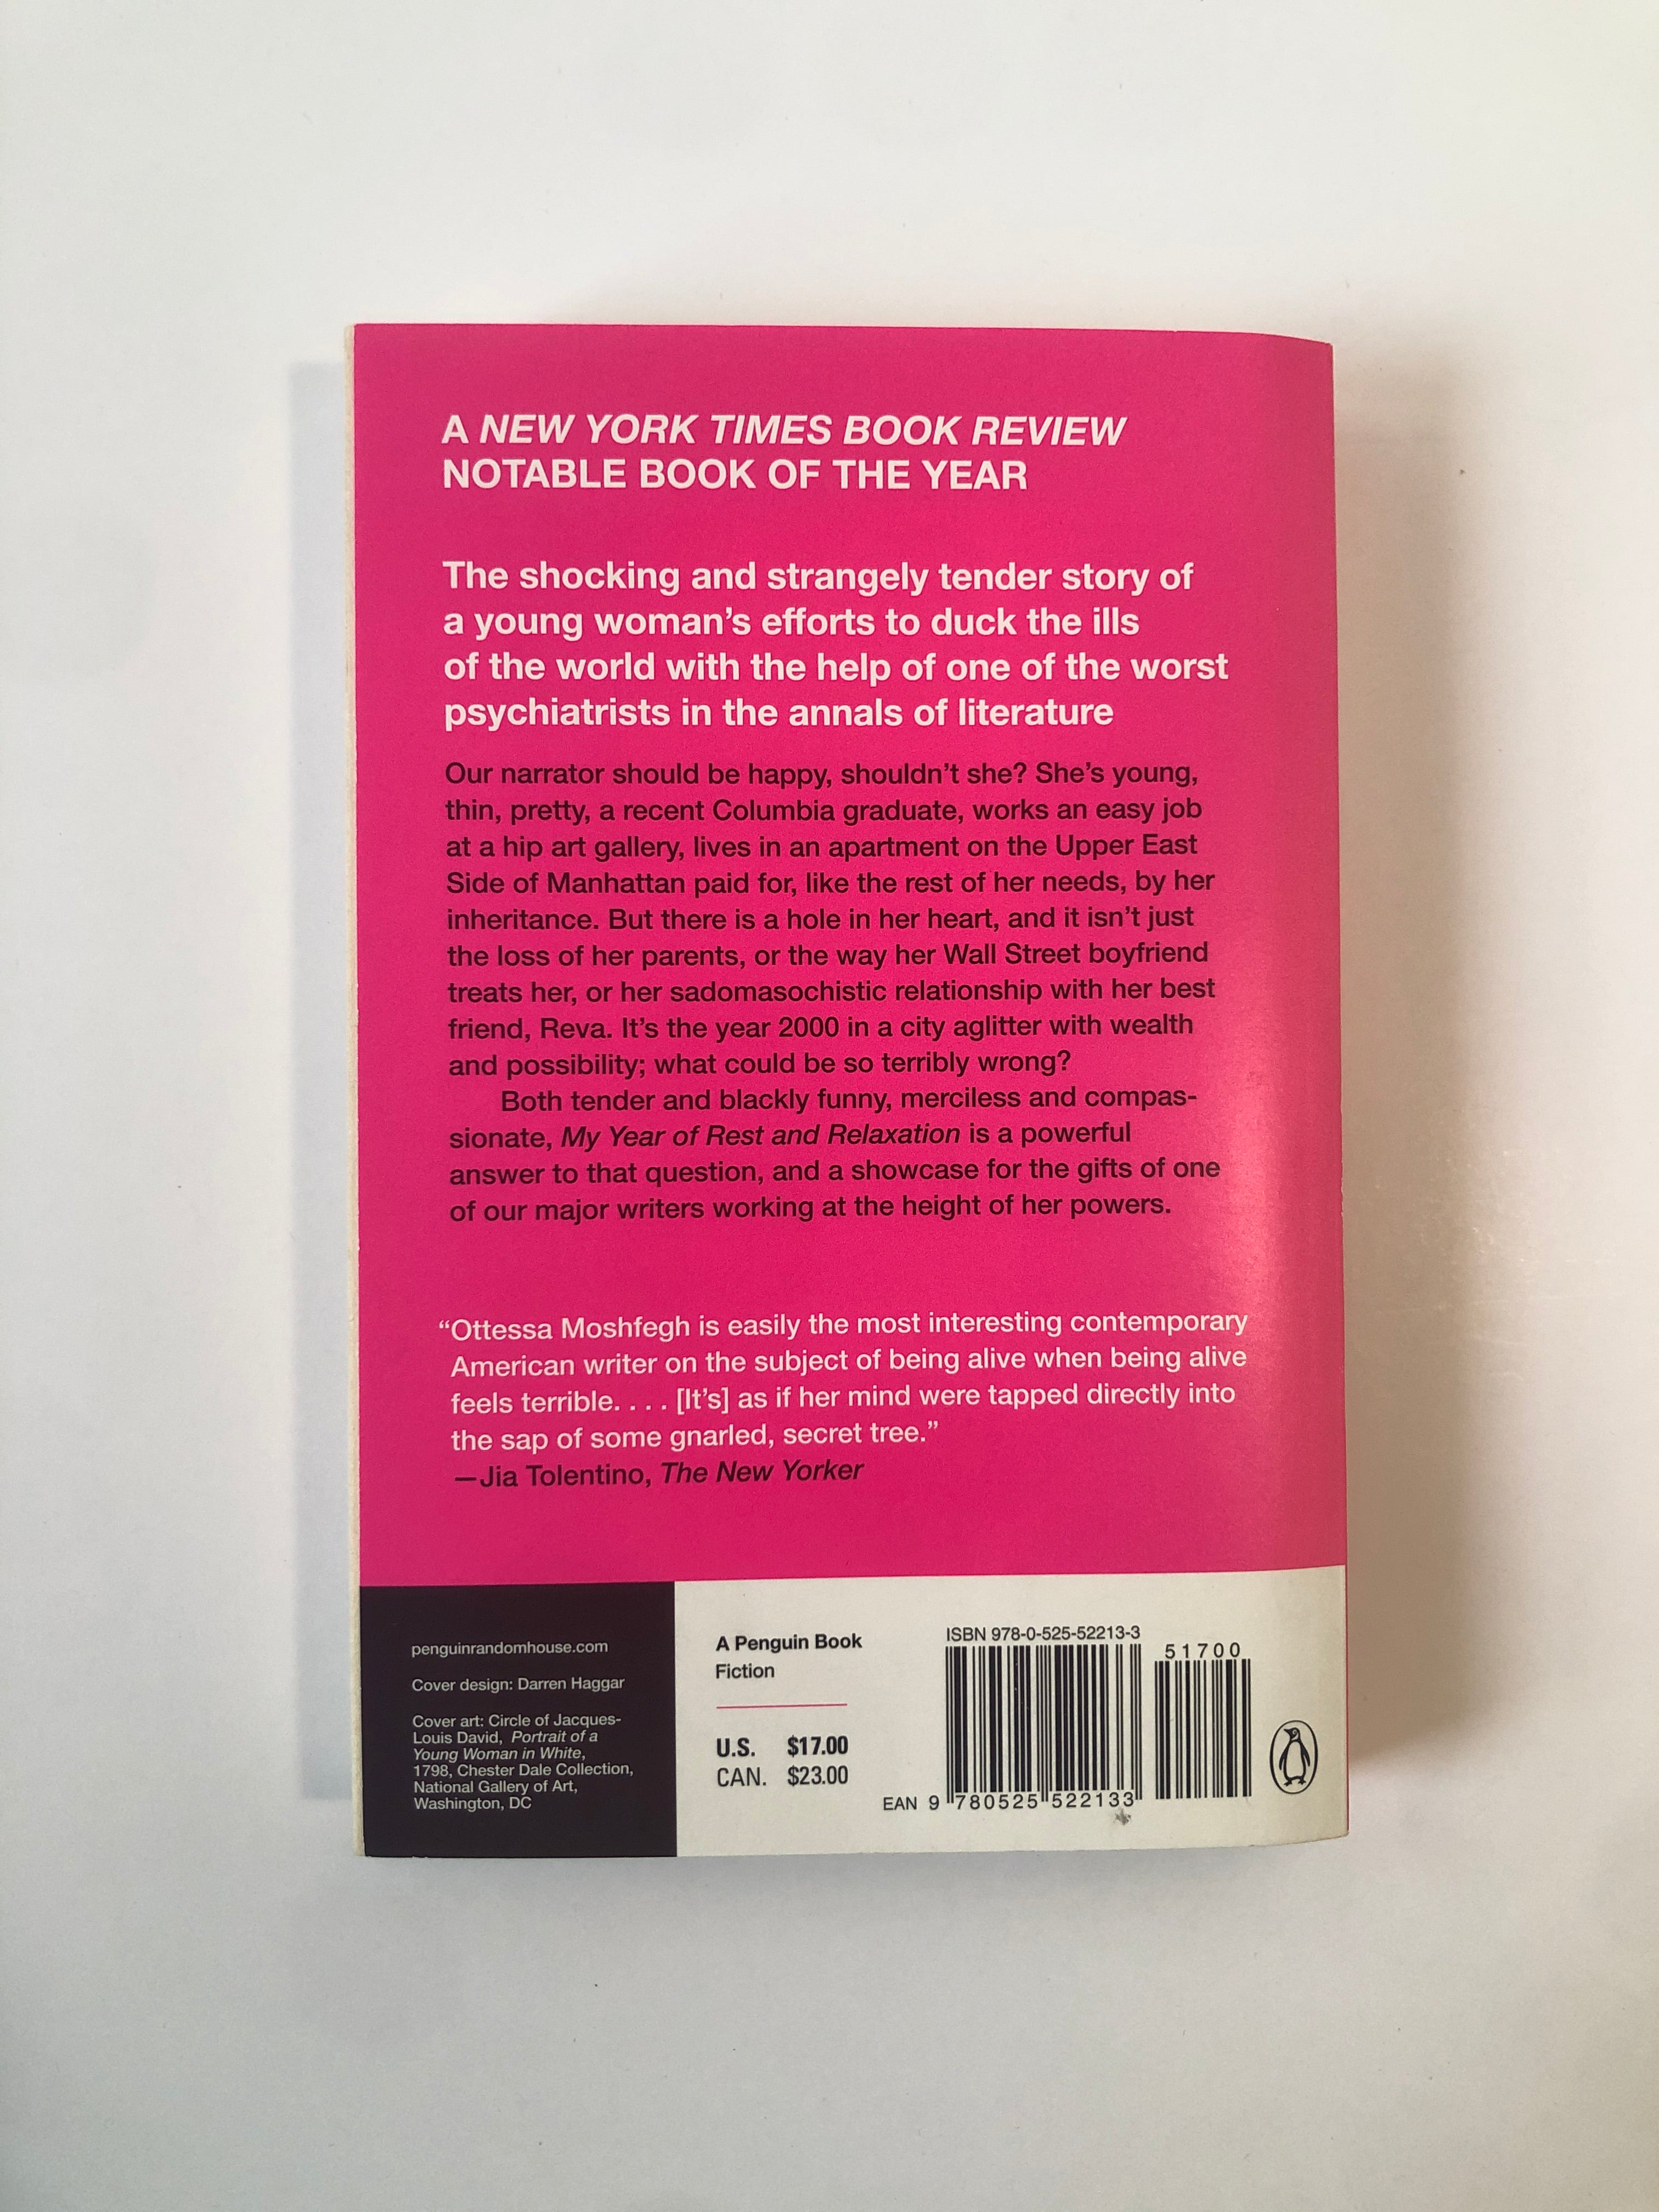 A NEW YORK TIMES BOOK REVIEW
NOTABLE BOOK OF THE YEAR
The shocking and strangely tender story of
a young woman’s efforts to duck the ills
of the world with the help of one of the worst
psychiatrists in the annals of literature
Our narrator should be happy, shouldn’t she? She’s young,
thin, pretty, a recent Columbia graduate, works an easy job
at a hip art gallery, lives in an apartment on the Upper East
Side of Manhattan paid for, like the rest of her needs, by her
inheritance. But there is a hole in her heart, and it isn’t just
the loss of her parents, or the way her Wall Street boyfriend
treats her, or her sadomasochistic relationship with her best
friend, Reva. It’s the year 2000 in a city aglitter with wealth
and possibility; what could be so terribly wrong?
Both tender and blackly funny, merciless and compas-
sionate, My Year of Rest and Relaxation is a powerful
answer to that question, and a showcase for the gifts of one
of our major writers working at the height of her powers.
“Ottessa Moshfegh is easily the most interesting contemporary
American writer on the subject of being alive when being alive
feels terrible. . . . [It’s] as if her mind were tapped directly into
the sap of some gnarled, secret tree.”
—Jia Tolentino, The New Yorker
penguinrandomhouse.com
Cover design: Darren Haggar
Cover art: Circle of Jacques-
Louis David, Portrait of a
Young Woman in White,
1798, Chester Dale Collection,
National Gallery of Art,
Washington, DC
A Penguin Book
Fiction
U.S. $17.00
CAN. $23.00
ISBN 978-0-525-52213-3
51700
EAN 9 780525 522133